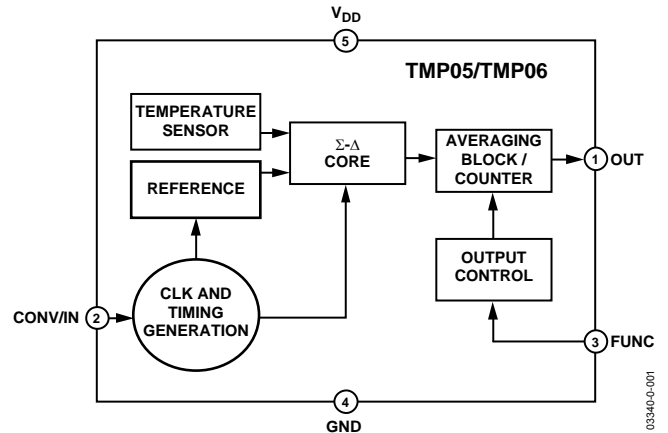 VDD
5
TMP05/TMP06
TEMPERATURE
SENSOR
Σ-Δ
CORE
AVERAGING
BLOCK /
COUNTER
1
OUT
REFERENCE
OUTPUT
CONTROL
CLK AND
TIMING
GENERATION
CONV/IN
2
3
FUNC
4
GND
03340-0-001